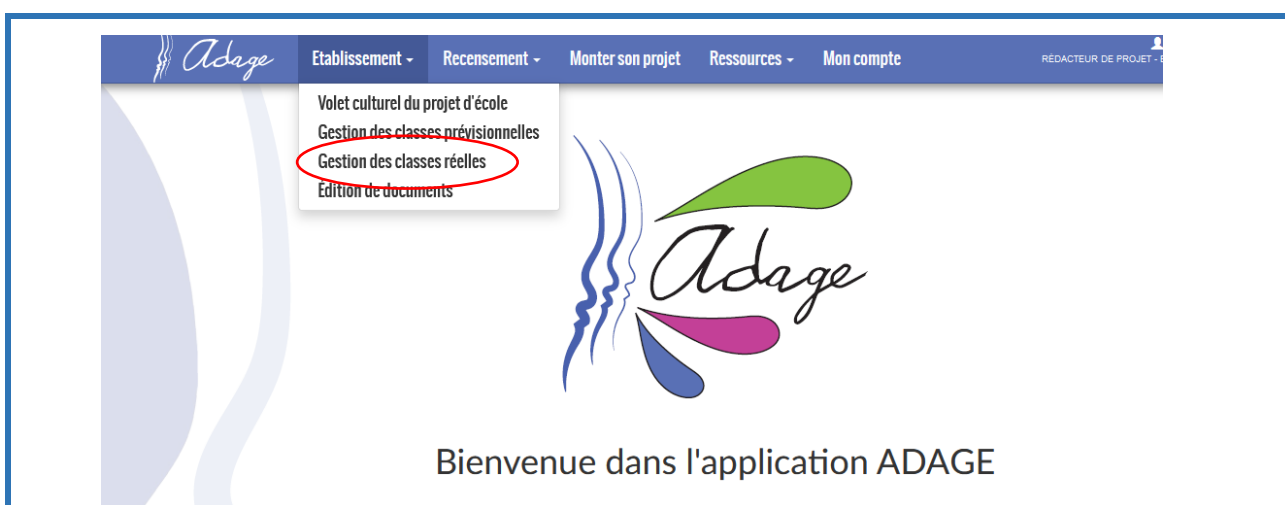 Adage Etablissement Recensement Monter son projet Ressources Mon compte RÉDACTEUR DE PROJET -
Volet culturel du projet d'école
Gestion des classes prévisionnelles
Gestion des classes réelles
Édition de documents
Adage
Bienvenue dans l'application ADAGE